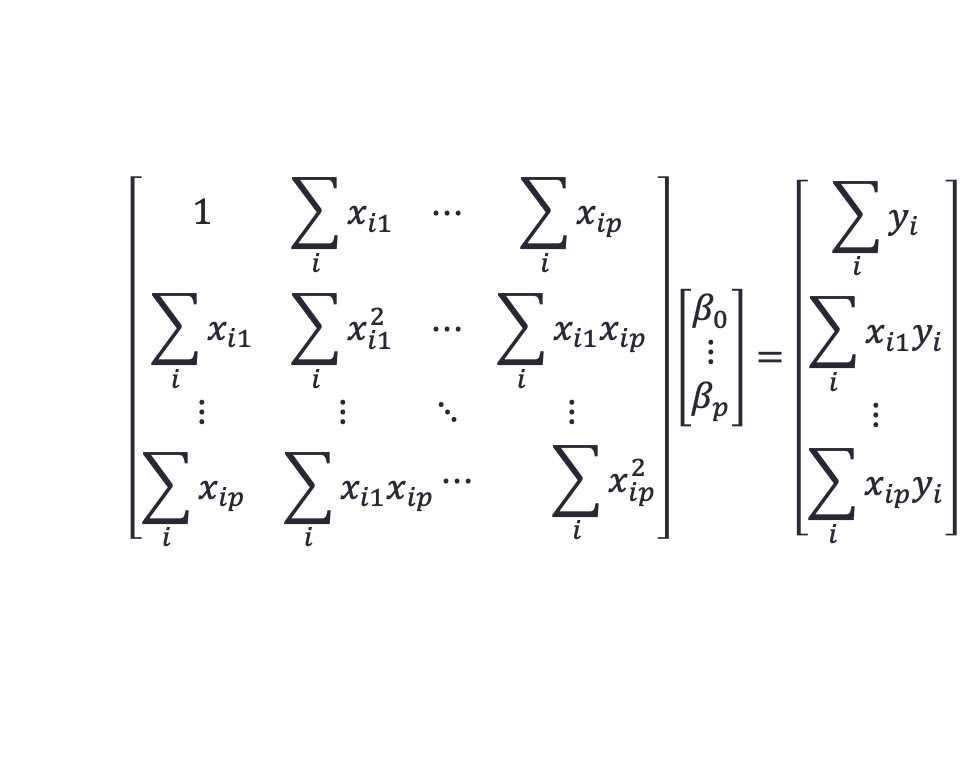 1 ∑_i x_{i1} ⋯ ∑_i x_{ip}
∑_i x_{i1} ∑_i x_{i1}^2 ⋯ ∑_i x_{i1}x_{ip}
⋮ ⋮ ⋱ ⋮
∑_i x_{ip} ∑_i x_{i1}x_{ip} ⋯ ∑_i x_{ip}^2
β_0
⋮
β_p
=
∑_i y_i
∑_i x_{i1}y_i
⋮
∑_i x_{ip}y_i